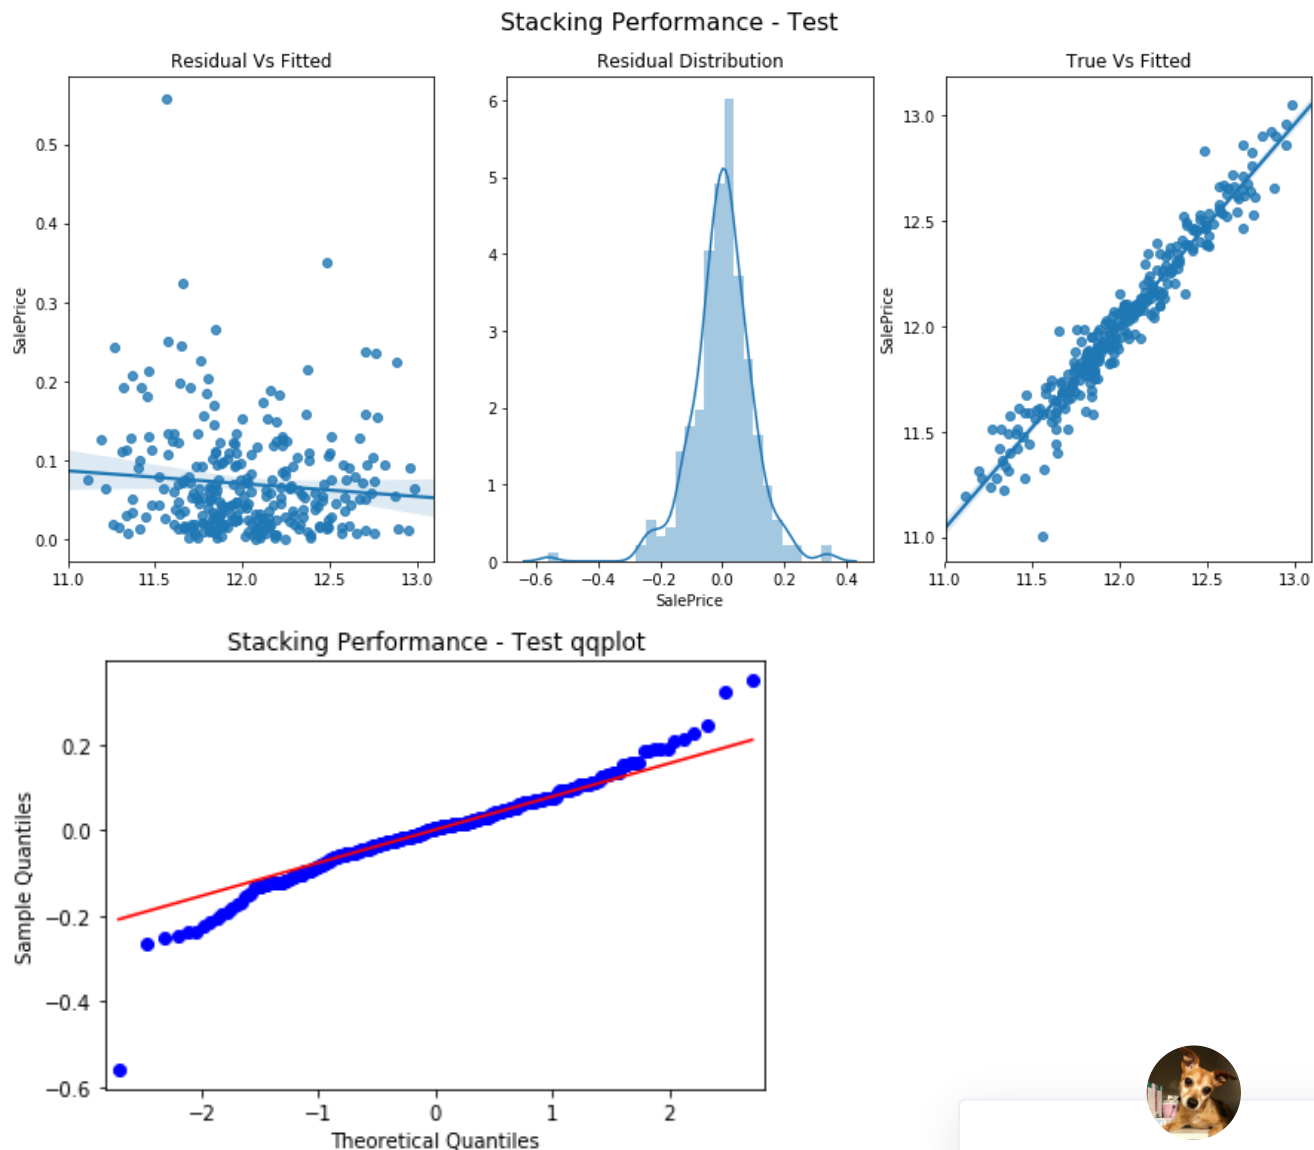 Stacking Performance - Test
Residual Vs Fitted
Residual Distribution
True Vs Fitted
SalePrice
0.5
0.4
0.3
0.2
0.1
0.0
11.0 11.5 12.0 12.5 13.0
6
5
4
3
2
1
0
−0.6 −0.4 −0.2 0.0 0.2 0.4
SalePrice
SalePrice
13.0
12.5
12.0
11.5
11.0
11.0 11.5 12.0 12.5 13.0
Stacking Performance - Test qqplot
Sample Quantiles
0.2
0.0
−0.2
−0.4
−0.6
−2 −1 0 1 2
Theoretical Quantiles